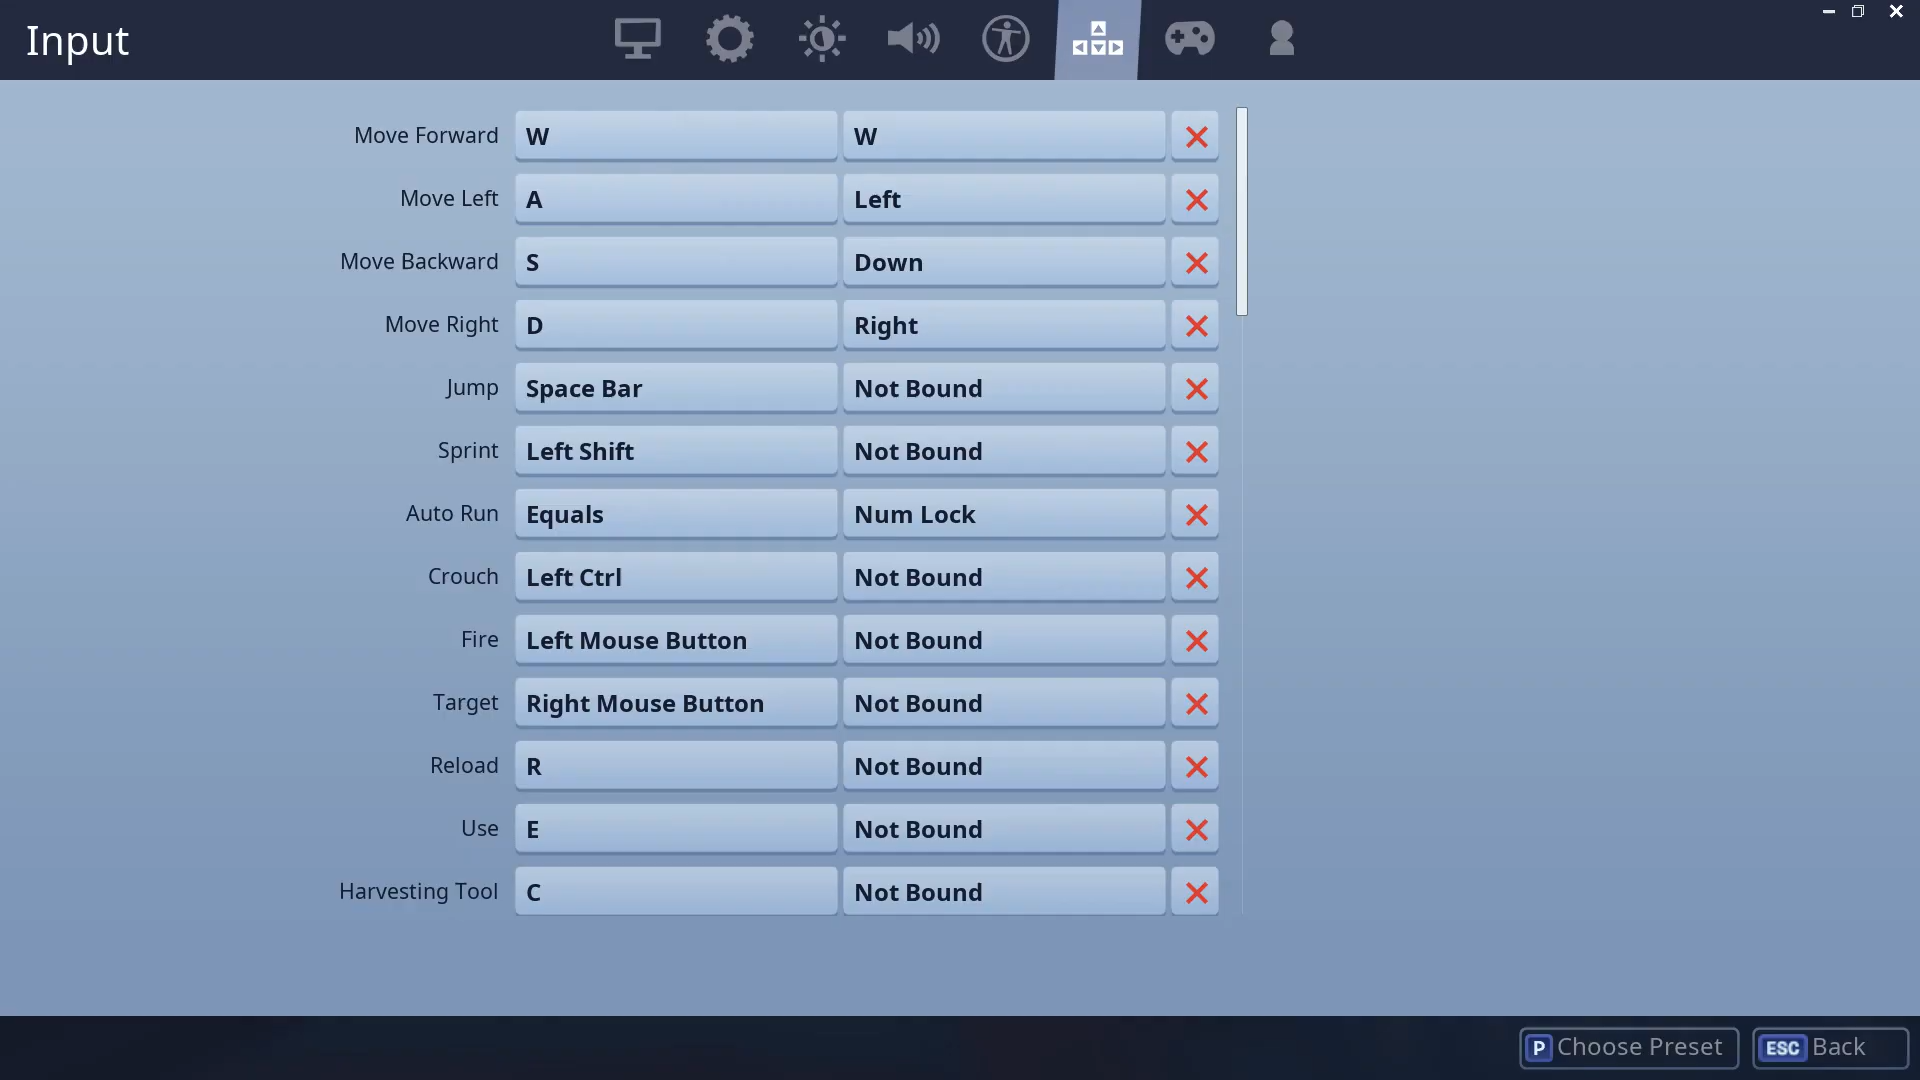 Input
Move Forward W W
Move Left A Left
Move Backward S Down
Move Right D Right
Jump Space Bar Not Bound
Sprint Left Shift Not Bound
Auto Run Equals Num Lock
Crouch Left Ctrl Not Bound
Fire Left Mouse Button Not Bound
Target Right Mouse Button Not Bound
Reload R Not Bound
Use E Not Bound
Harvesting Tool C Not Bound
P Choose Preset ESC Back